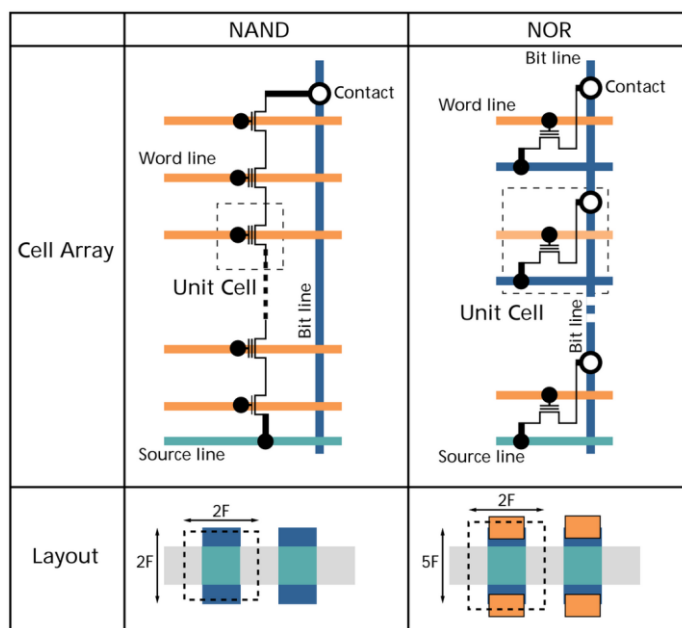 NAND
NOR
Cell Array
Contact
Word line
Unit Cell
Bit line
Source line
Bit line
Contact
Word line
Unit Cell
Bit line
Source line
Layout
2F
2F
2F
5F